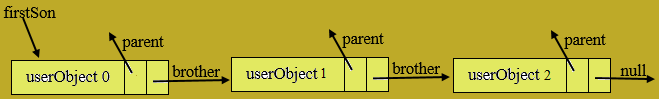 firstSon
parent
parent
parent
userObject 0
brother
userObject 1
brother
userObject 2
null